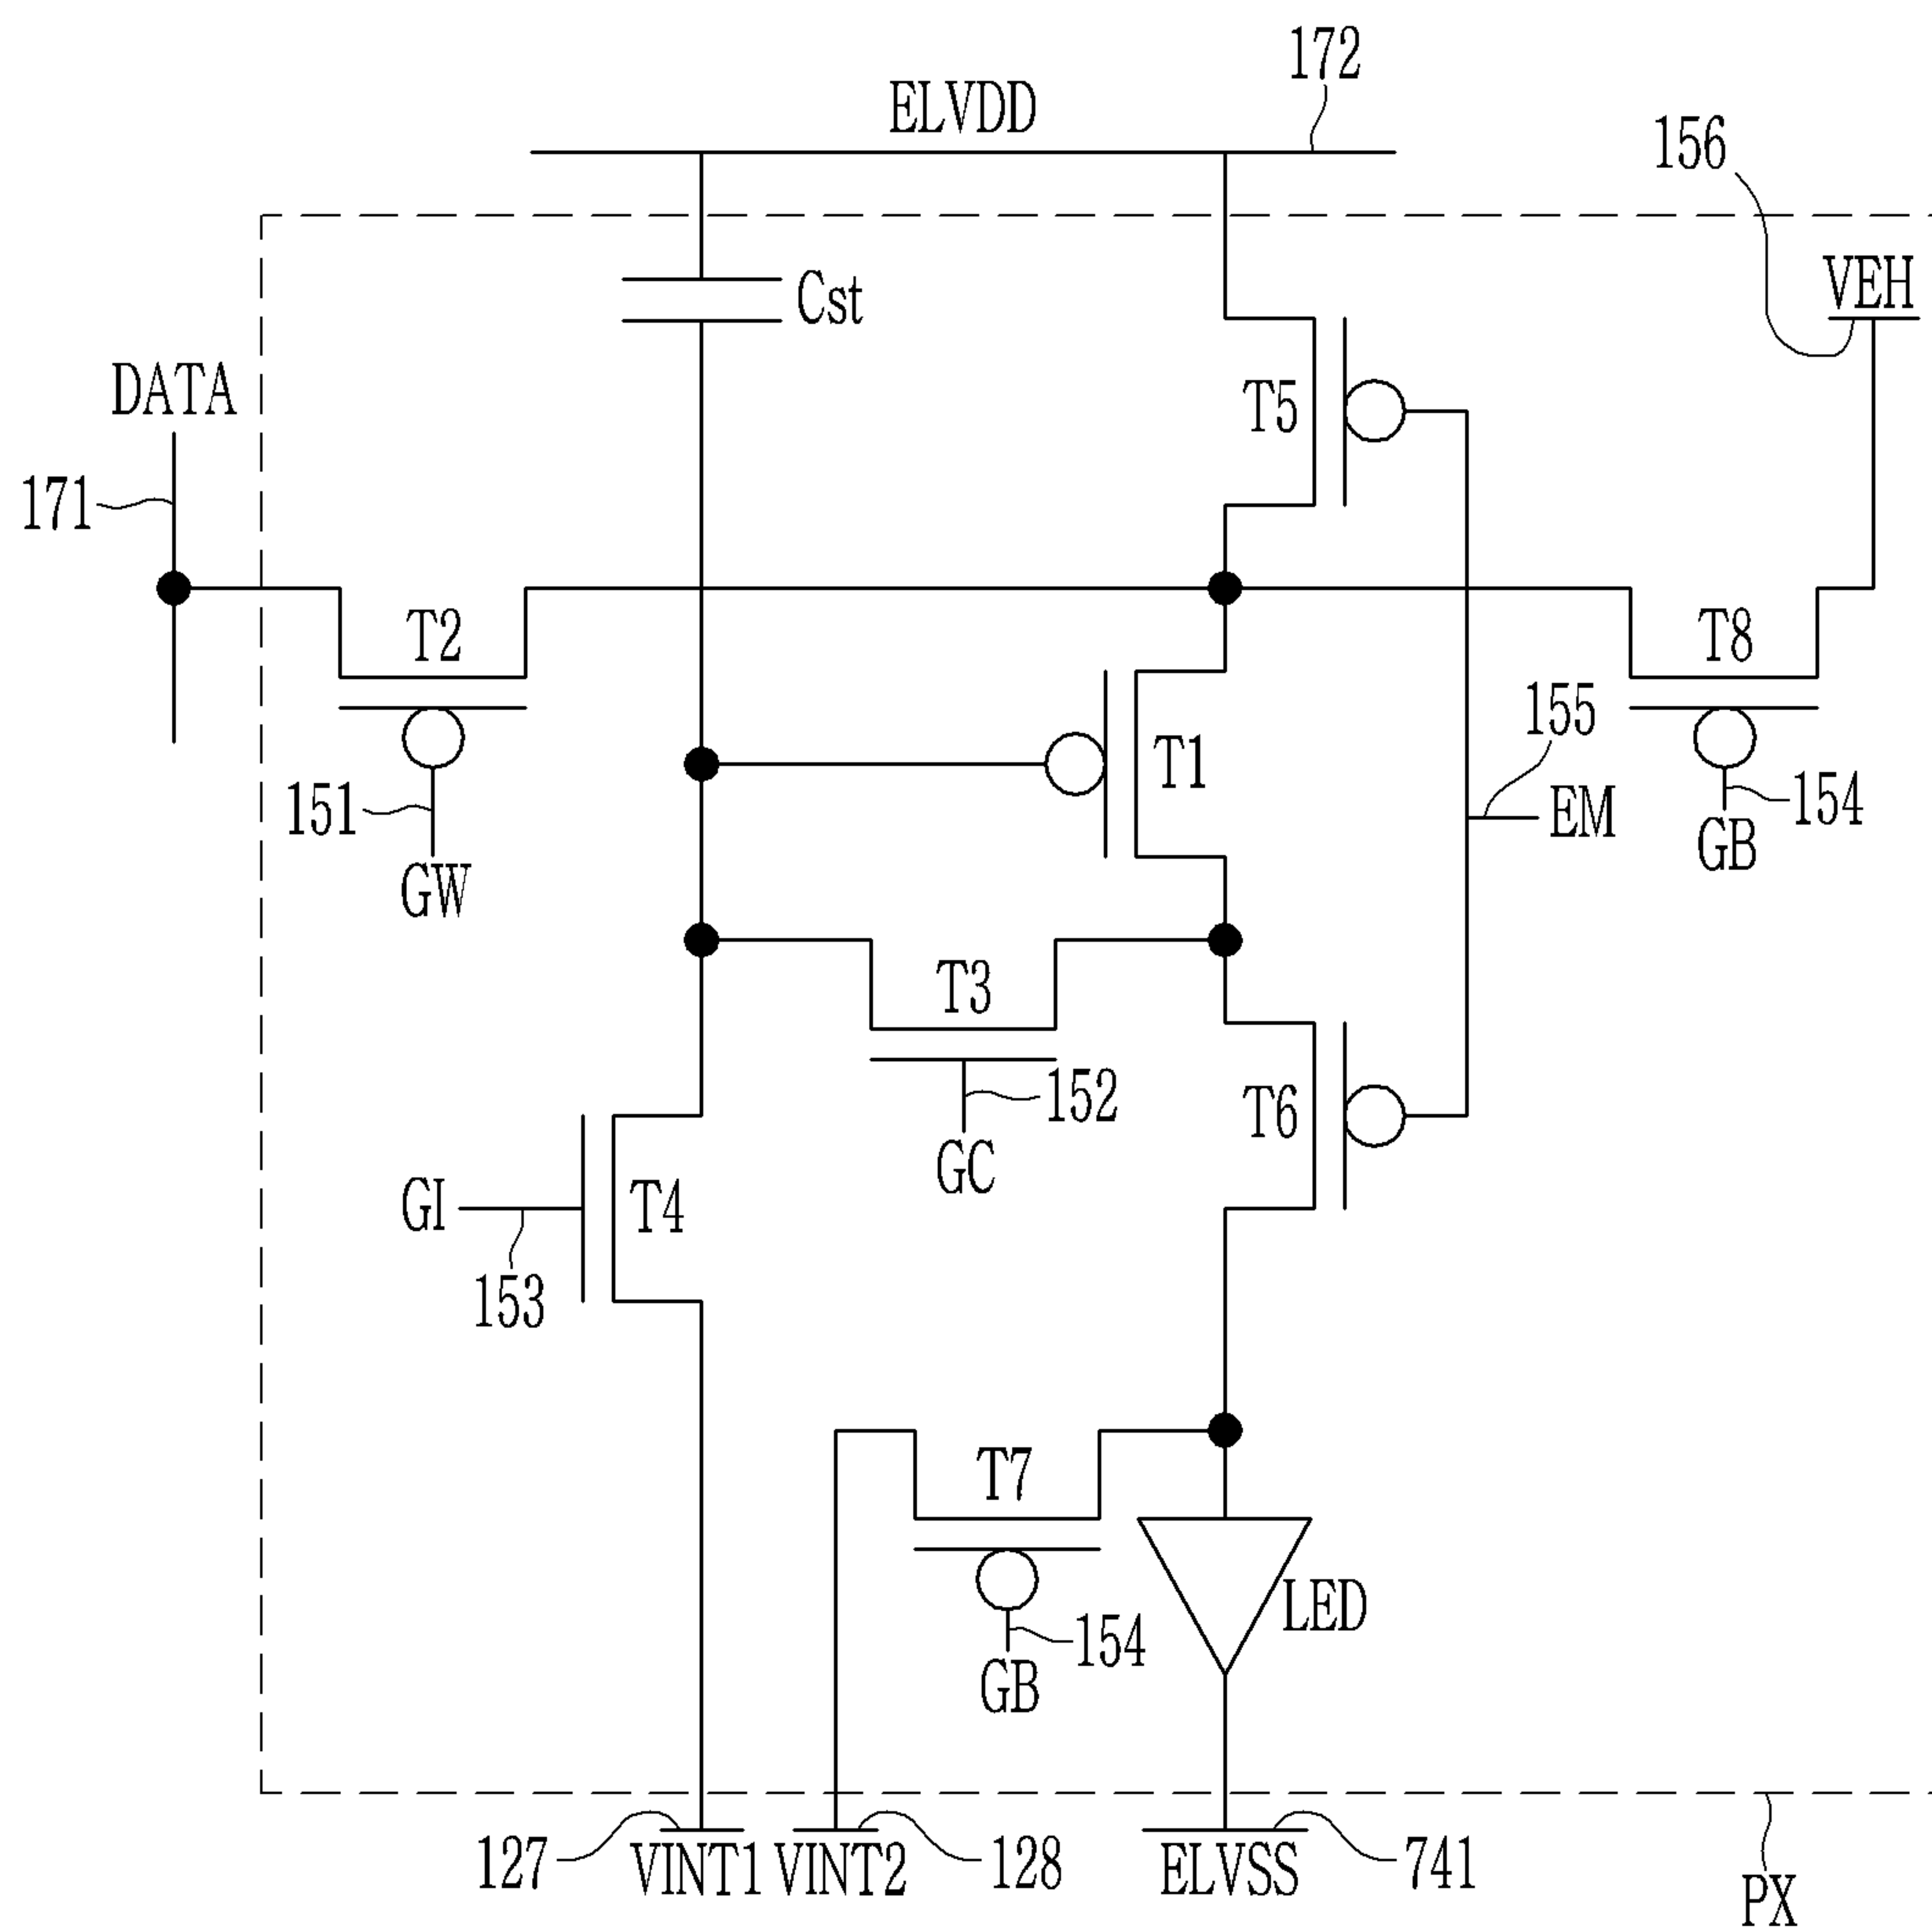 172
ELVDD
156
VEH
Cst
DATA
T5
171
T2
T8
T1
155
151
EM
154
GW
GB
T3
152
T6
GC
GI
T4
153
T7
LED
154
GB
127
VINT1
VINT2
128
ELVSS
741
PX